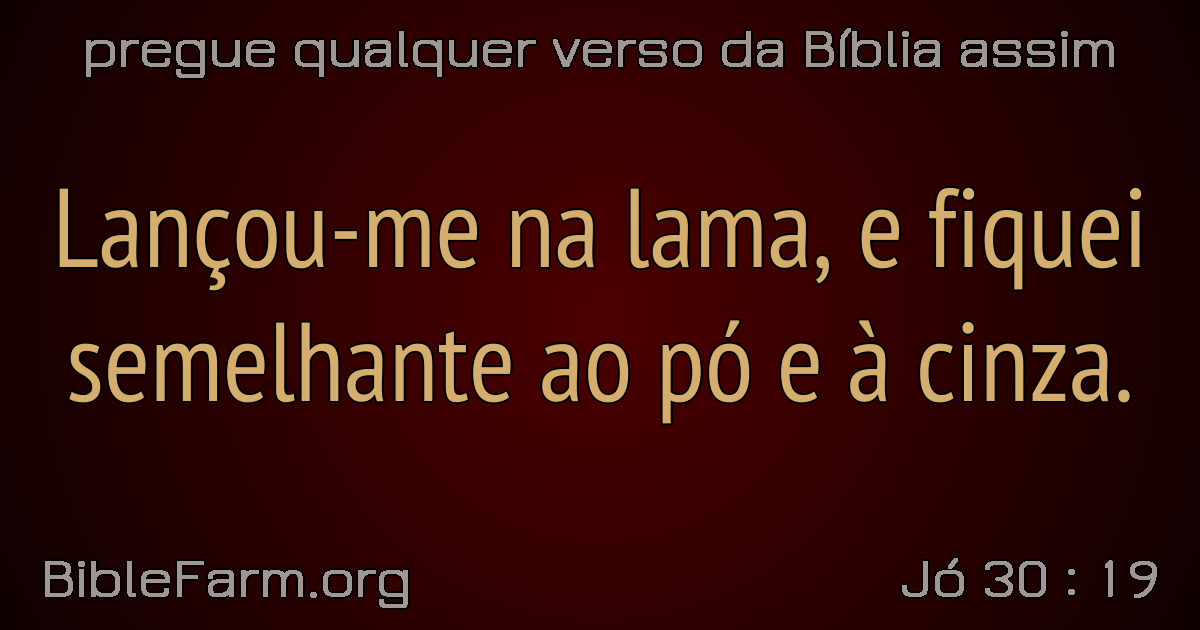 pregue qualquer verso da Bíblia assim
Lançou-me na lama, e fiquei
semelhante ao pó e à cinza.
BibleFarm.org
Jó 30 : 19